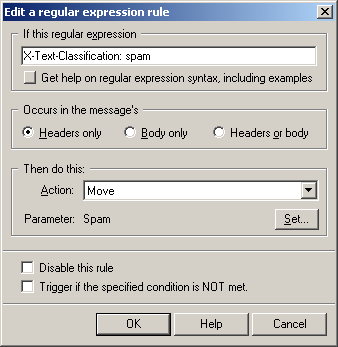 Edit a regular expression rule
If this regular expression
X-Text-Classification: spam
Get help on regular expression syntax, including examples
Occurs in the message's
Headers only
Body only
Headers or body
Then do this:
Action: Move
Parameter: Spam Set...
Disable this rule
Trigger if the specified condition is NOT met.
OK Help Cancel